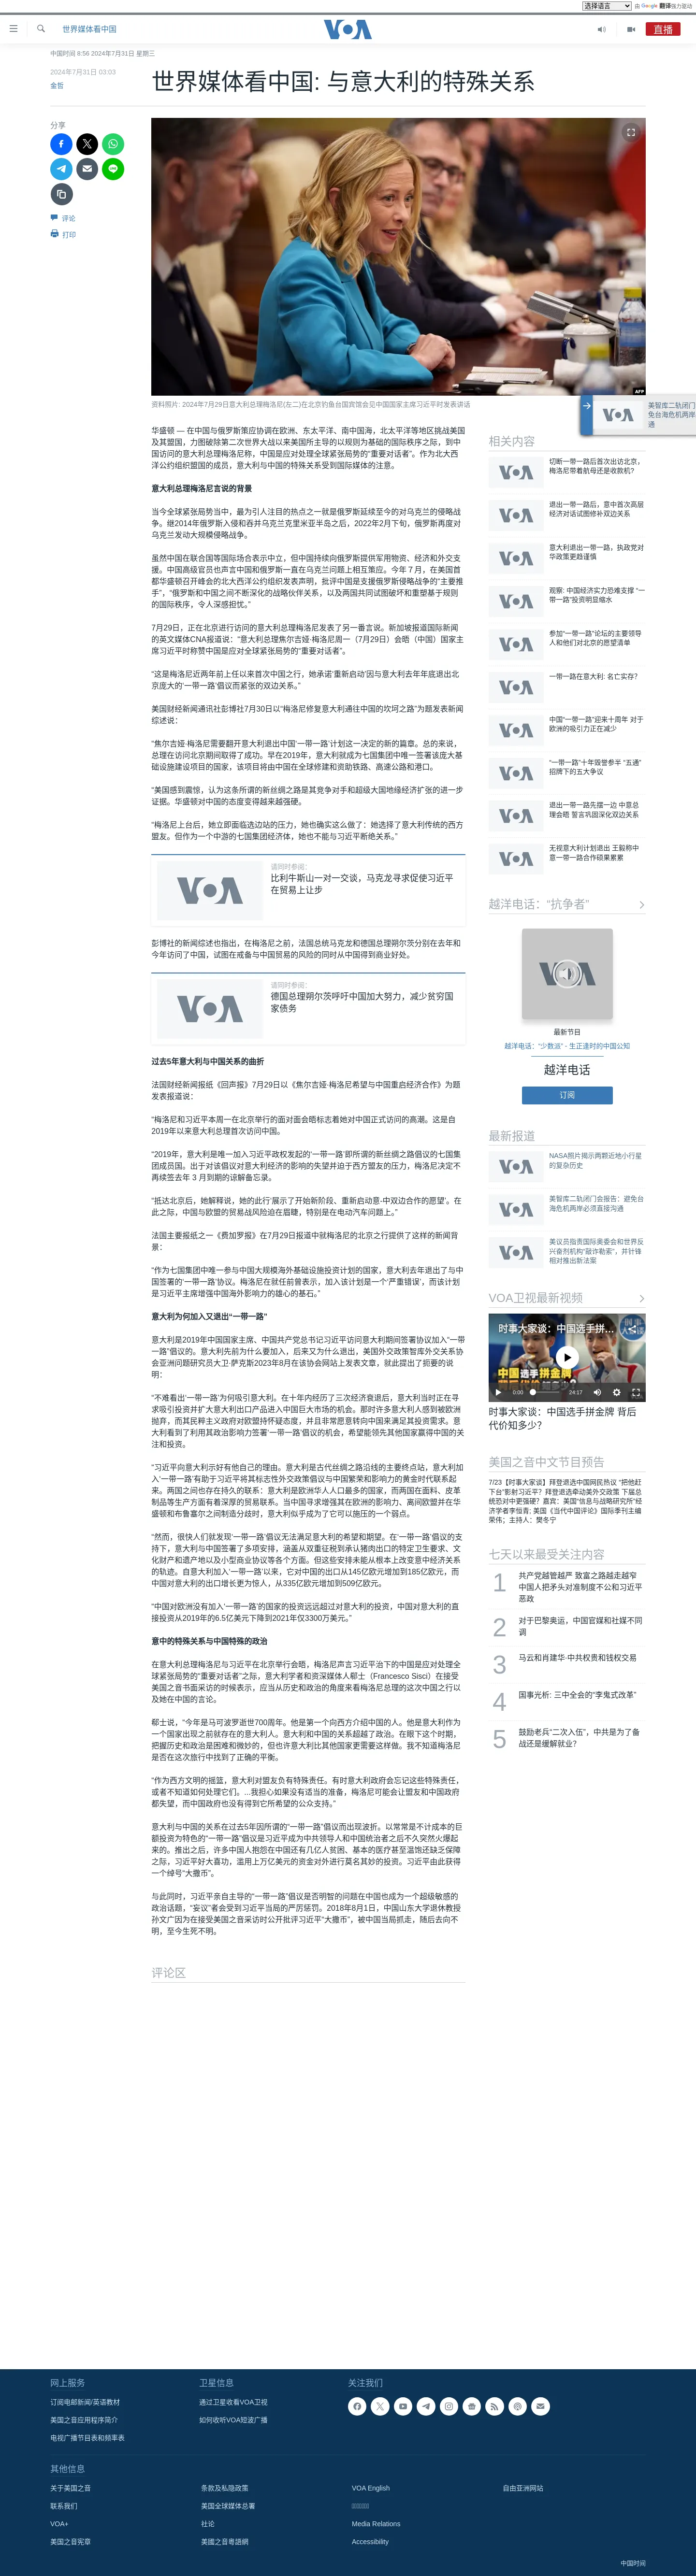 选择语言
由 Google 翻译强力驱动
世界媒体看中国
VOA
直播
中国时间 8:56 2024年7月31日 星期三
2024年7月31日 03:03
金哲
世界媒体看中国: 与意大利的特殊关系
分享
评论
打印
AFP
资料照片: 2024年7月29日意大利总理梅洛尼(左二)在北京钓鱼台国宾馆会见中国国家主席习近平时发表讲话
华盛顿 — 在中国与俄罗斯策应协调在欧洲、东太平洋、南中国海，北太平洋等地区挑战美国
及其盟国，力图破除第二次世界大战以来美国所主导的以规则为基础的国际秩序之际，到中
国访问的意大利总理梅洛尼称，中国是应对处理全球紧张局势的“重要对话者”。作为北大西
洋公约组织盟国的成员，意大利与中国的特殊关系受到国际媒体的注意。
意大利总理梅洛尼言说的背景
当今全球紧张局势当中，最为引人注目的热点之一就是俄罗斯延续至今的对乌克兰的侵略战
争。继2014年俄罗斯入侵和吞并乌克兰克里米亚半岛之后，2022年2月下旬，俄罗斯再度对
乌克兰发动大规模侵略战争。
虽然中国在联合国等国际场合表示中立，但中国持续向俄罗斯提供军用物资、经济和外交支
援。中国高级官员也声言中国和俄罗斯一直在乌克兰问题上相互策应。今年 7 月，在美国首
都华盛顿召开峰会的北大西洋公约组织发表声明，批评中国是支援俄罗斯侵略战争的“主要推
手”，“俄罗斯和中国之间不断深化的战略伙伴关系，以及两国共同试图破坏和重塑基于规则
的国际秩序，令人深感担忧。”
7月29日，正在北京进行访问的意大利总理梅洛尼发表了另一番言说。新加坡报道国际新闻
的英文媒体CNA报道说：“意大利总理焦尔吉娅·梅洛尼周一（7月29日）会晤（中国）国家主
席习近平时称赞中国是应对全球紧张局势的“重要对话者”。
“这是梅洛尼近两年前上任以来首次中国之行，她承诺‘重新启动’因与意大利去年年底退出北
京庞大的‘一带一路’倡议而紧张的双边关系。”
美国财经新闻通讯社彭博社7月30日以“梅洛尼修复意大利通往中国的坎坷之路”为题发表新闻
综述说：
“焦尔吉娅·梅洛尼需要翻开意大利退出中国‘一带一路’计划这一决定的新的篇章。总的来说，
总理在访问北京期间取得了成功。早在2019年，意大利就成为七国集团中唯一签署该庞大基
础设施建设项目的国家，该项目将由中国在全球修建和资助铁路、高速公路和港口。
“美国感到震惊，认为这条所谓的新丝绸之路是其竞争对手和超级大国地缘经济扩张的进一步
证据。华盛顿对中国的态度变得越来越强硬。
“梅洛尼上台后，她立即面临选边站的压力，她也确实这么做了：她选择了意大利传统的西方
盟友。但作为一个中游的七国集团经济体，她也不能与习近平断绝关系。”
请同时参阅:
比利牛斯山一对一交谈，马克龙寻求促使习近平
在贸易上让步
彭博社的新闻综述也指出，在梅洛尼之前，法国总统马克龙和德国总理朔尔茨分别在去年和
今年访问了中国，试图在戒备与中国贸易的风险的同时从中国得到商业好处。
请同时参阅:
德国总理朔尔茨呼吁中国加大努力，减少贫穷国
家债务
过去5年意大利与中国关系的曲折
法国财经新闻报纸《回声报》7月29日以《焦尔吉娅·梅洛尼希望与中国重启经济合作》为题
发表报道说：
“梅洛尼和习近平本周一在北京举行的面对面会晤标志着她对中国正式访问的高潮。这是自
2019年以来意大利总理首次访问中国。
“2019年，意大利是唯一加入习近平政权发起的‘一带一路’即所谓的新丝绸之路倡议的七国集
团成员国。出于对该倡议对意大利经济的影响的失望并迫于西方盟友的压力，梅洛尼决定不
再续签去年 3 月到期的谅解备忘录。
“抵达北京后，她解释说，她的此行‘展示了开始新阶段、重新启动意-中双边合作的愿望’。在
此之际，中国与欧盟的贸易战风险迫在眉睫，特别是在电动汽车问题上。”
法国主要报纸之一《费加罗报》在7月29日报道中就梅洛尼的北京之行提供了这样的新闻背
景：
“作为七国集团中唯一参与中国大规模海外基础设施投资计划的国家，意大利去年退出了与中
国签署的‘一带一路’协议。梅洛尼在就任前曾表示，加入该计划是一个‘严重错误’，而该计划
是习近平主席增强中国海外影响力的雄心的基石。”
意大利为何加入又退出“一带一路”
意大利是2019年中国国家主席、中国共产党总书记习近平访问意大利期间签署协议加入“一带
一路”倡议的。意大利先前为什么要加入，后来又为什么退出，美国外交政策智库外交关系协
会亚洲问题研究员大卫·萨克斯2023年8月在该协会网站上发表文章，就此提出了扼要的说
明：
“不难看出‘一带一路’为何吸引意大利。在十年内经历了三次经济衰退后，意大利当时正在寻
求吸引投资并扩大意大利出口产品进入中国巨大市场的机会。当时许多意大利人感到被欧洲
抛弃，而其民粹主义政府对欧盟持怀疑态度，并且非常愿意转向中国来满足其投资需求。意
大利看到了利用其政治影响力签署‘一带一路’倡议的机会，希望能领先其他国家赢得中国的关
注和投资。
“习近平向意大利示好有他自己的理由。意大利是古代丝绸之路沿线的主要终点站，意大利加
入‘一带一路’有助于习近平将其标志性外交政策倡议与中国繁荣和影响力的黄金时代联系起
来。两国之间也存在持久的联系：意大利是欧洲华人人口最多的国家，而两国在面料、皮革
制品等生产方面有着深厚的贸易联系。当中国寻求增强其在欧洲的影响力、离间欧盟并在华
盛顿和布鲁塞尔之间制造分歧时，意大利似乎成为了它可以施压的一个弱点。
“然而，很快人们就发现‘一带一路’倡议无法满足意大利的希望和期望。在‘一带一路’倡议的支
持下，意大利与中国签署了多项安排，涵盖从双重征税到承认猪肉出口的特定卫生要求、文
化财产和遗产地以及小型商业协议等各个方面。但这些安排未能从根本上改变意中经济关系
的轨迹。自意大利加入‘一带一路’以来，它对中国的出口从145亿欧元增加到185亿欧元，而
中国对意大利的出口增长更为惊人，从335亿欧元增加到509亿欧元。
“中国对欧洲没有加入‘一带一路’的国家的投资远远超过对意大利的投资，中国对意大利的直
接投资从2019年的6.5亿美元下降到2021年仅3300万美元。”
意中的特殊关系与中国特殊的政治
在意大利总理梅洛尼与习近平在北京举行会晤，梅洛尼声言习近平治下的中国是应对处理全
球紧张局势的“重要对话者”之际，意大利学者和资深媒体人郗士（Francesco Sisci）在接受
美国之音书面采访的时候表示，应当从历史和政治的角度来看梅洛尼总理的这次中国之行以
及她在中国的言论。
郗士说，“今年是马可波罗逝世700周年。他是第一个向西方介绍中国的人。他是意大利作为
一个国家出现之前就存在的意大利人。意大利和中国的关系超越了政治。在眼下这个时期，
把握历史和政治是困难和微妙的，但也许意大利比其他国家更需要这样做。我不知道梅洛尼
是否在这次旅行中找到了正确的平衡。
“作为西方文明的摇篮，意大利对盟友负有特殊责任。有时意大利政府会忘记这些特殊责任，
或者不知道如何处理它们。...我担心如果没有适当的准备，梅洛尼可能会让盟友和中国政府
都失望，而中国政府也没有得到它所希望的公众支持。”
意大利与中国的关系在过去5年因所谓的“一带一路”倡议而出现波折。以常常是不计成本的巨
额投资为特色的“一带一路”倡议是习近平成为中共领导人和中国统治者之后不久突然火爆起
来的。推出之后，许多中国人抱怨在中国还有几亿人贫困、基本的医疗甚至温饱还缺乏保障
之际，习近平好大喜功，滥用上万亿美元的资金对外进行莫名其妙的投资。习近平由此获得
一个绰号“大撒币”。
与此同时，习近平亲自主导的“一带一路”倡议是否明智的问题在中国也成为一个超级敏感的
政治话题，“妄议”者会受到习近平当局的严厉惩罚。2018年8月1日，中国山东大学退休教授
孙文广因为在接受美国之音采访时公开批评习近平“大撒币”，被中国当局抓走，随后去向不
明，至今生死不明。
评论区
美智库二轨闭门
免台海危机两岸
通
相关内容
切断一带一路后首次出访北京，
梅洛尼带着航母还是收款机?
退出一带一路后，意中首次高层
经济对话试图修补双边关系
意大利退出一带一路，执政党对
华政策更趋谨慎
观察: 中国经济实力恐难支撑 “一
带一路”投资明显缩水
参加“一带一路”论坛的主要领导
人和他们对北京的愿望清单
一带一路在意大利: 名亡实存？
中国“一带一路”迎来十周年 对于
欧洲的吸引力正在减少
“一带一路”十年毁誉参半 “五通”
招牌下的五大争议
退出一带一路先摆一边 中意总
理会晤 誓言巩固深化双边关系
无视意大利计划退出 王毅称中
意一带一路合作硕果累累
越洋电话：“抗争者”
最新节目
越洋电话：“少数派” - 生正逢时的中国公知
越洋电话
订阅
最新报道
NASA照片揭示两颗近地小行星
的复杂历史
美智库二轨闭门会报告：避免台
海危机两岸必须直接沟通
美议员指责国际奥委会和世界反
兴奋剂机构“敲诈勒索”，并针锋
相对推出新法案
VOA卫视最新视频
时事大家谈：中国选手拼…
0:00
24:17
时事大家谈：中国选手拼金牌 背后
代价知多少？
美国之音中文节目预告
7/23【时事大家谈】拜登退选中国网民热议 “把他赶
下台”影射习近平？拜登退选牵动美外交政策 下届总
统恐对中更强硬？嘉宾：美国“信息与战略研究所”经
济学者李恒青; 美国《当代中国评论》国际季刊主编
荣伟；主持人：樊冬宁
七天以来最受关注内容
1
共产党越管越严 致富之路越走越窄
中国人把矛头对准制度不公和习近平
恶政
2
对于巴黎奥运，中国官媒和社媒不同
调
3
马云和肖建华·中共权贵和钱权交易
4
国事光析: 三中全会的“李鬼式改革”
5
鼓励老兵“二次入伍”，中共是为了备
战还是缓解就业？
网上服务
订阅电邮新闻/英语教材
美国之音应用程序简介
电视广播节目表和频率表
卫星信息
通过卫星收看VOA卫视
如何收听VOA短波广播
关注我们
其他信息
关于美国之音
联系我们
VOA+
美国之音宪章
条款及私隐政策
美国全球媒体总署
社论
美國之音粵語網
VOA English
Media Relations
Accessibility
自由亚洲网站
中国时间